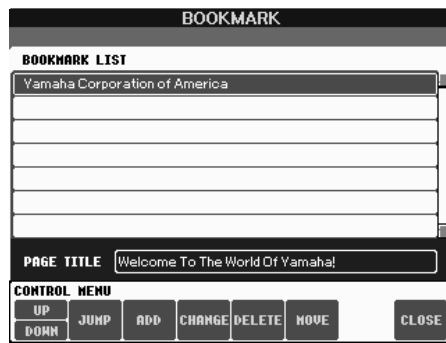 BOOKMARK
BOOKMARK LIST
Yamaha Corporation of America
PAGE TITLE Welcome To The World Of Yamaha!
CONTROL MENU
UP
DOWN
JUMP ADD CHANGE DELETE MOVE CLOSE